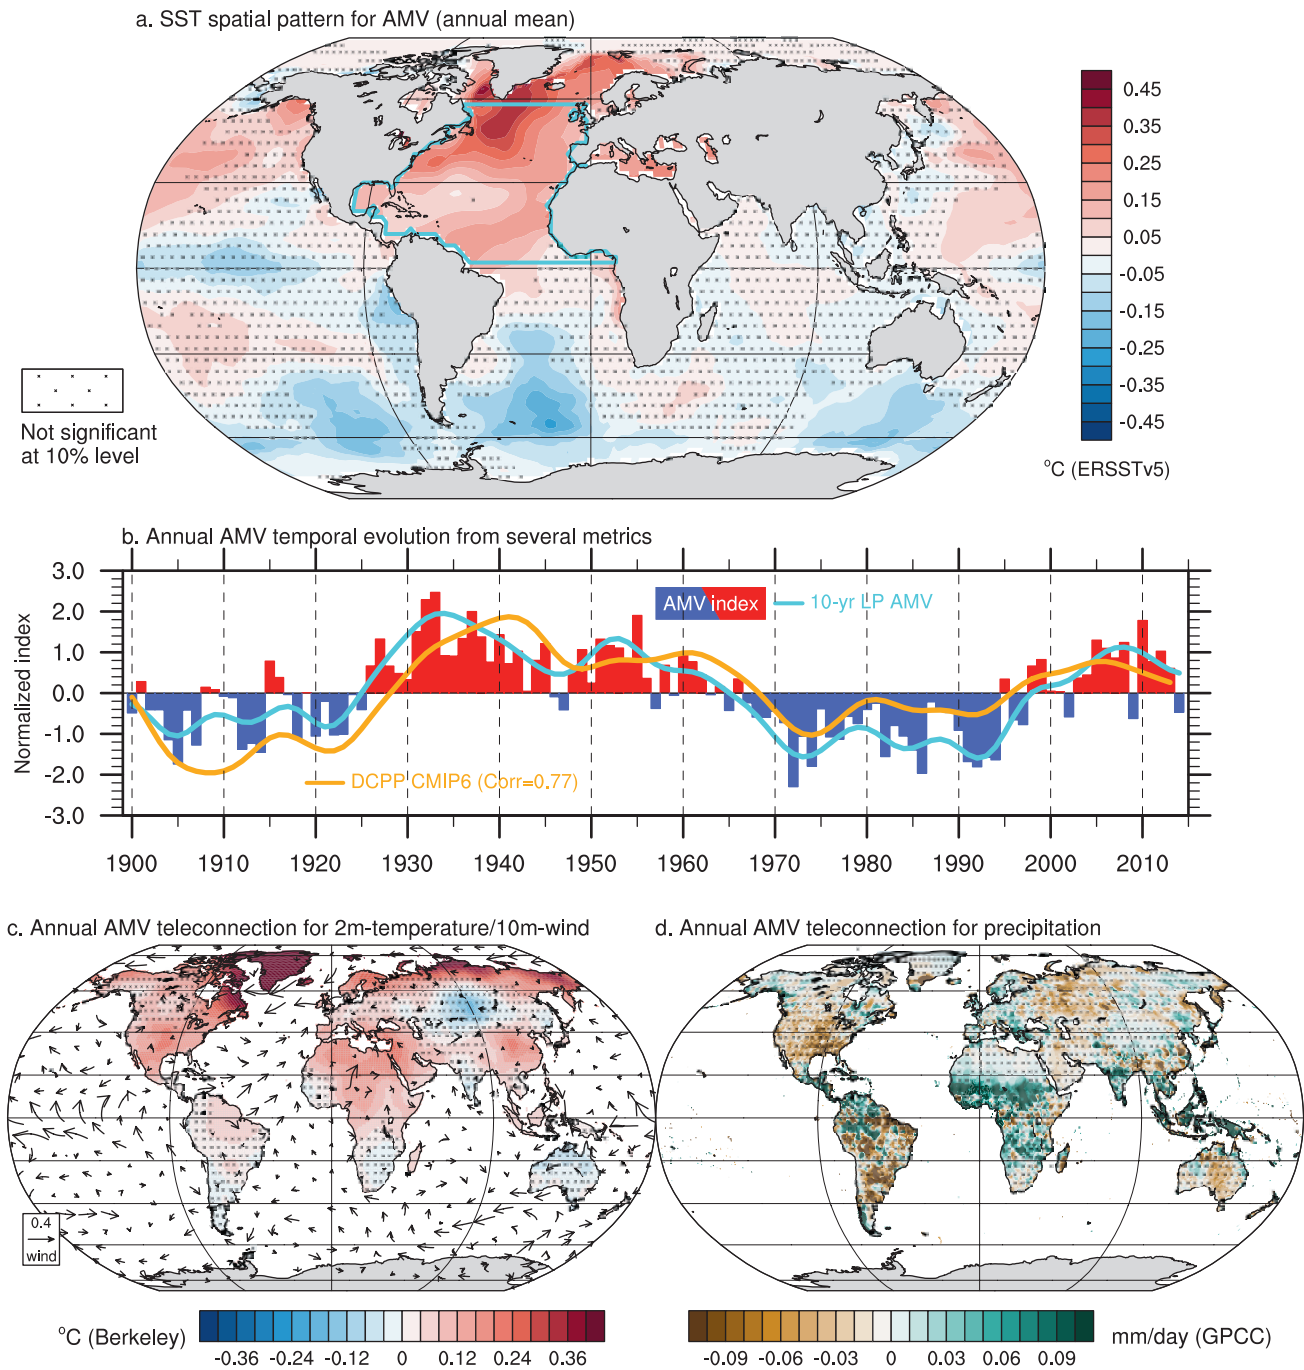 a. SST spatial pattern for AMV (annual mean)
0.45
0.35
0.25
0.15
0.05
-0.05
-0.15
-0.25
-0.35
-0.45
°C (ERSSTv5)
Not significant
at 10% level
b. Annual AMV temporal evolution from several metrics
Normalized index
3.0
2.0
1.0
0.0
-1.0
-2.0
-3.0
AMV index
10-yr LP AMV
DCPP CMIP6 (Corr=0.77)
1900 1910 1920 1930 1940 1950 1960 1970 1980 1990 2000 2010
c. Annual AMV teleconnection for 2m-temperature/10m-wind
0.4
wind
°C (Berkeley)
-0.36 -0.24 -0.12 0 0.12 0.24 0.36
d. Annual AMV teleconnection for precipitation
mm/day (GPCC)
-0.09 -0.06 -0.03 0 0.03 0.06 0.09